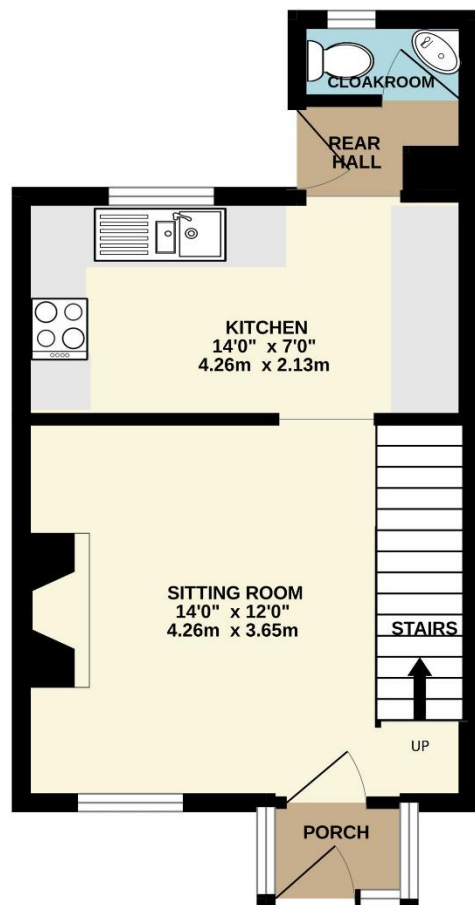 CLOAKROOM
REAR
HALL
KITCHEN
14'0" x 7'0"
4.26m x 2.13m
SITTING ROOM
14'0" x 12'0"
4.26m x 3.65m
STAIRS
UP
PORCH